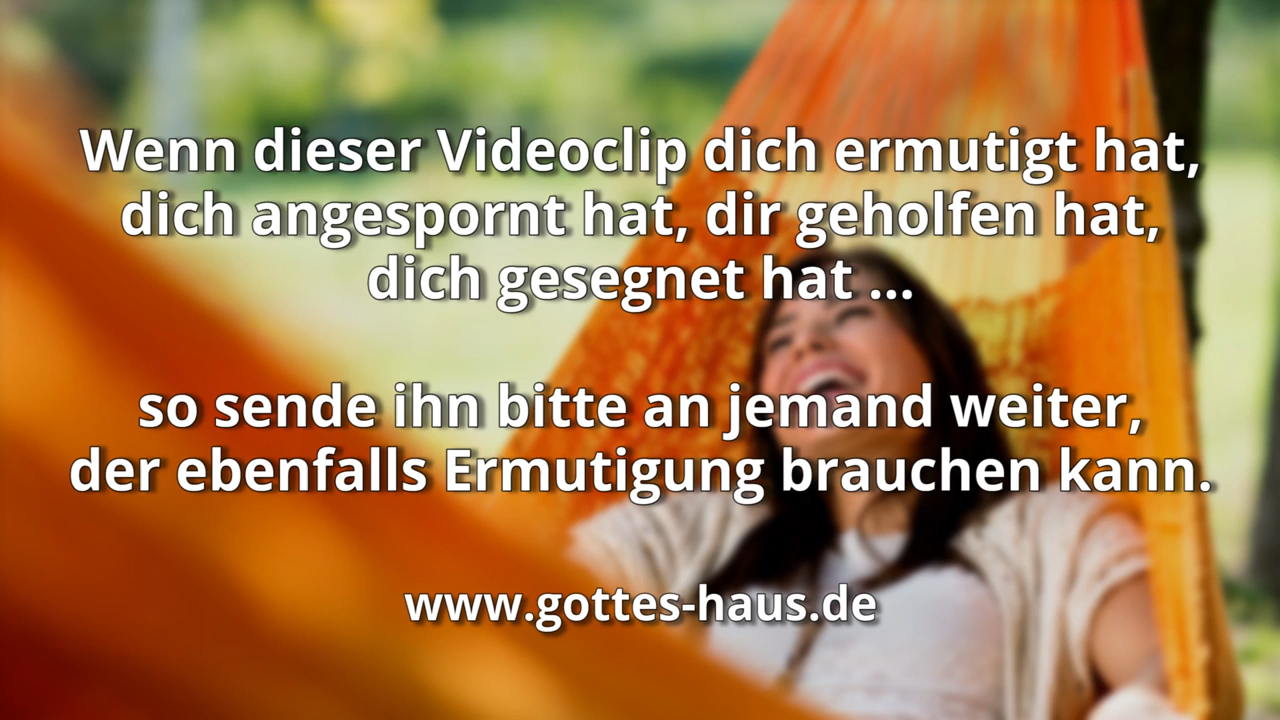 Wenn dieser Videoclip dich ermutigt hat,
dich angespornt hat, dir geholfen hat,
dich gesegnet hat ...
so sende ihn bitte an jemand weiter,
der ebenfalls Ermutigung brauchen kann.
www.gottes-haus.de